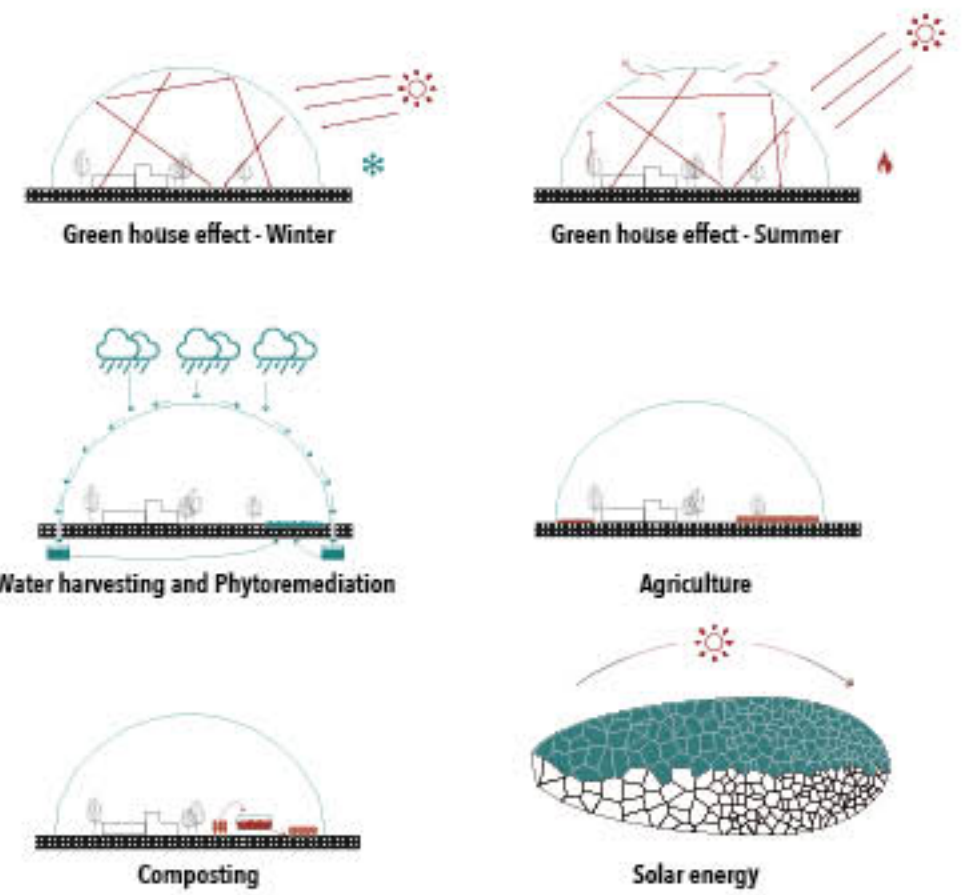 Green house effect - Winter
Green house effect - Summer
Water harvesting and Phytoremediation
Agriculture
Composting
Solar energy